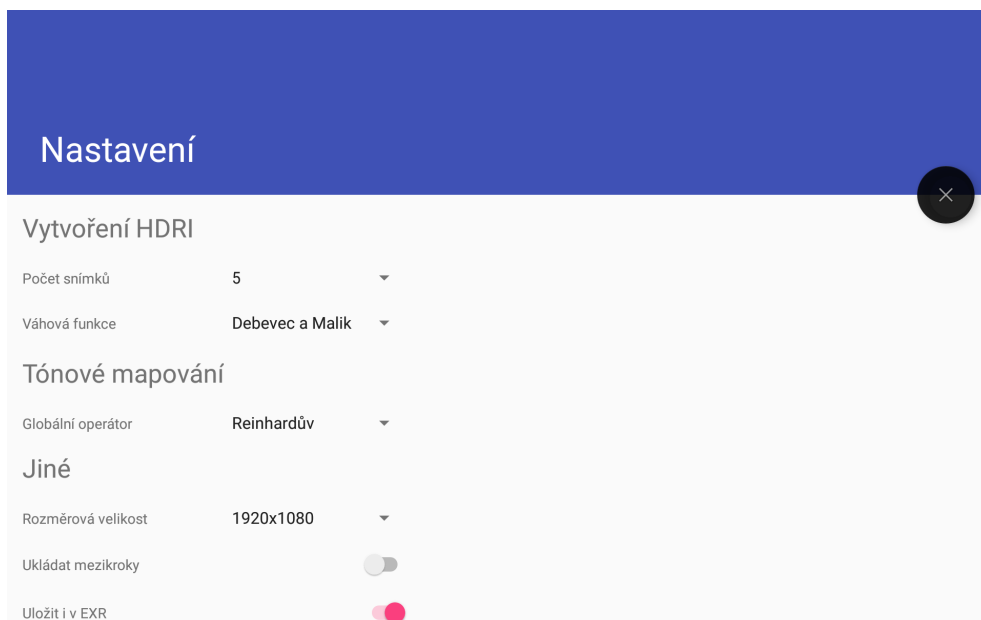 Nastavení
Vytvoření HDRI
Počet snímků 5
Váhová funkce Debevec a Malik
Tónové mapování
Globální operátor Reinhardův
Jiné
Rozměrová velikost 1920x1080
Ukládat mezikroky
Uložit i v EXR